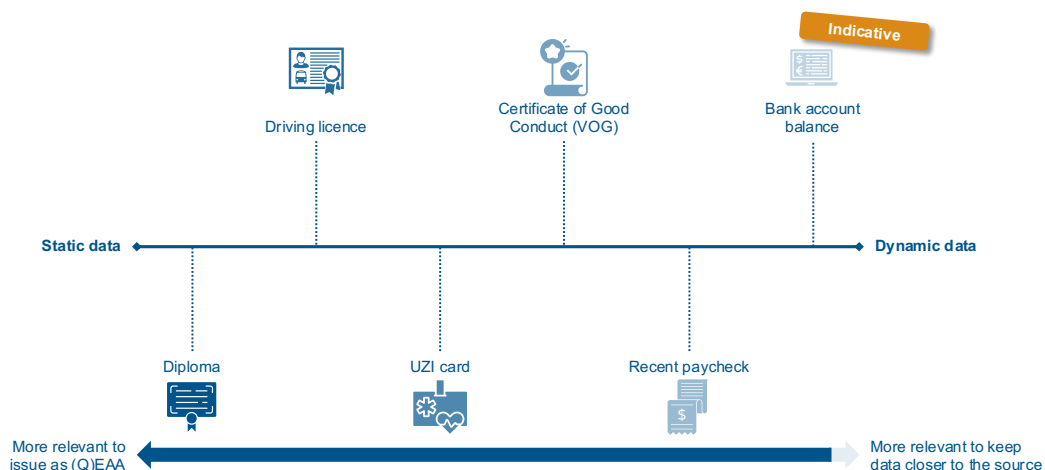 Indicative
Driving licence
Certificate of Good
Conduct (VOG)
Bank account
balance
Static data
Dynamic data
Diploma
UZI card
Recent paycheck
More relevant to
issue as (Q)EAA
More relevant to keep
data closer to the source